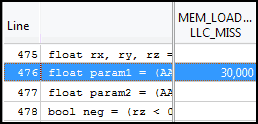 Line
MEM_LOAD...
LLC_MISS
475 float rx, ry, rz =
476 float param1 = (AA
30,000
477 float param2 = (AA
478 bool neg = (rz < 0